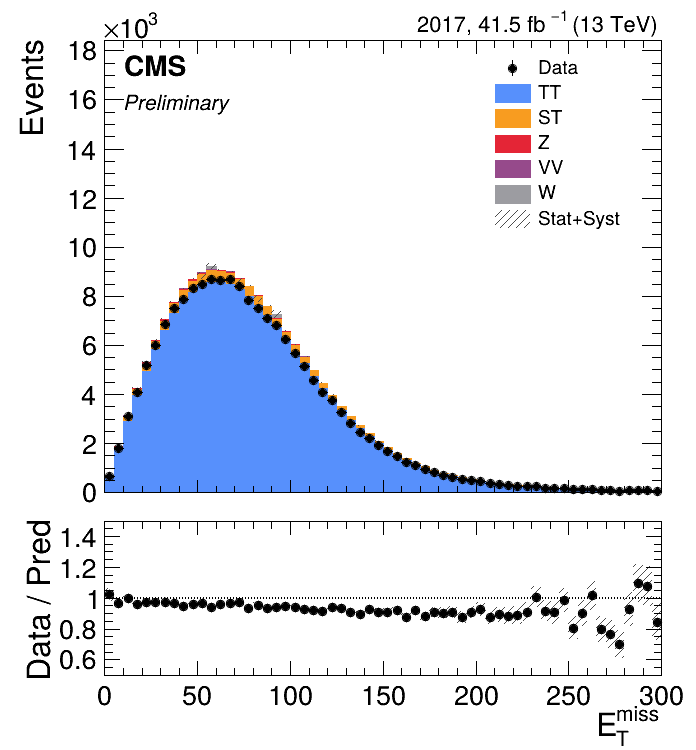 ×10³
2017, 41.5 fb⁻¹ (13 TeV)
CMS
Preliminary
Events
18
16
14
12
10
8
6
4
2
0
Data
TT
ST
Z
VV
W
Stat+Syst
Data / Pred
1.4
1.2
1
0.8
0.6
0 50 100 150 200 250 300
E_T^miss